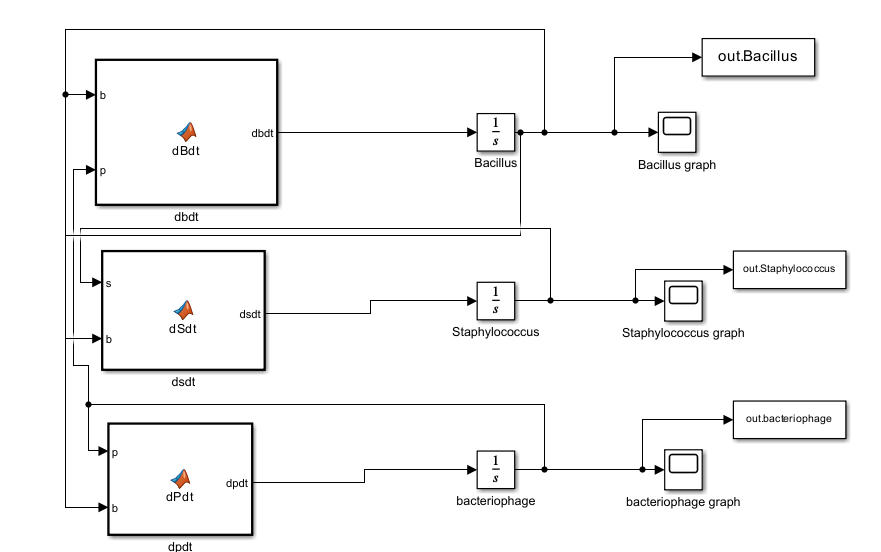 out.Bacillus
b
dBdt
dbdt
p
1
s
Bacillus
Bacillus graph
dbdt
s
dSdt
dsdt
b
1
s
Staphylococcus
out.Staphylococcus
Staphylococcus graph
dsdt
p
dPdt
dpdt
b
1
s
bacteriophage
out.bacteriophage
bacteriophage graph
dpdt